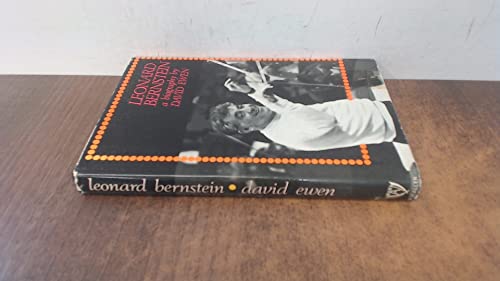 LEONARD
BERNSTEIN
a biography by
DAVID EWEN
leonard bernstein • david ewen